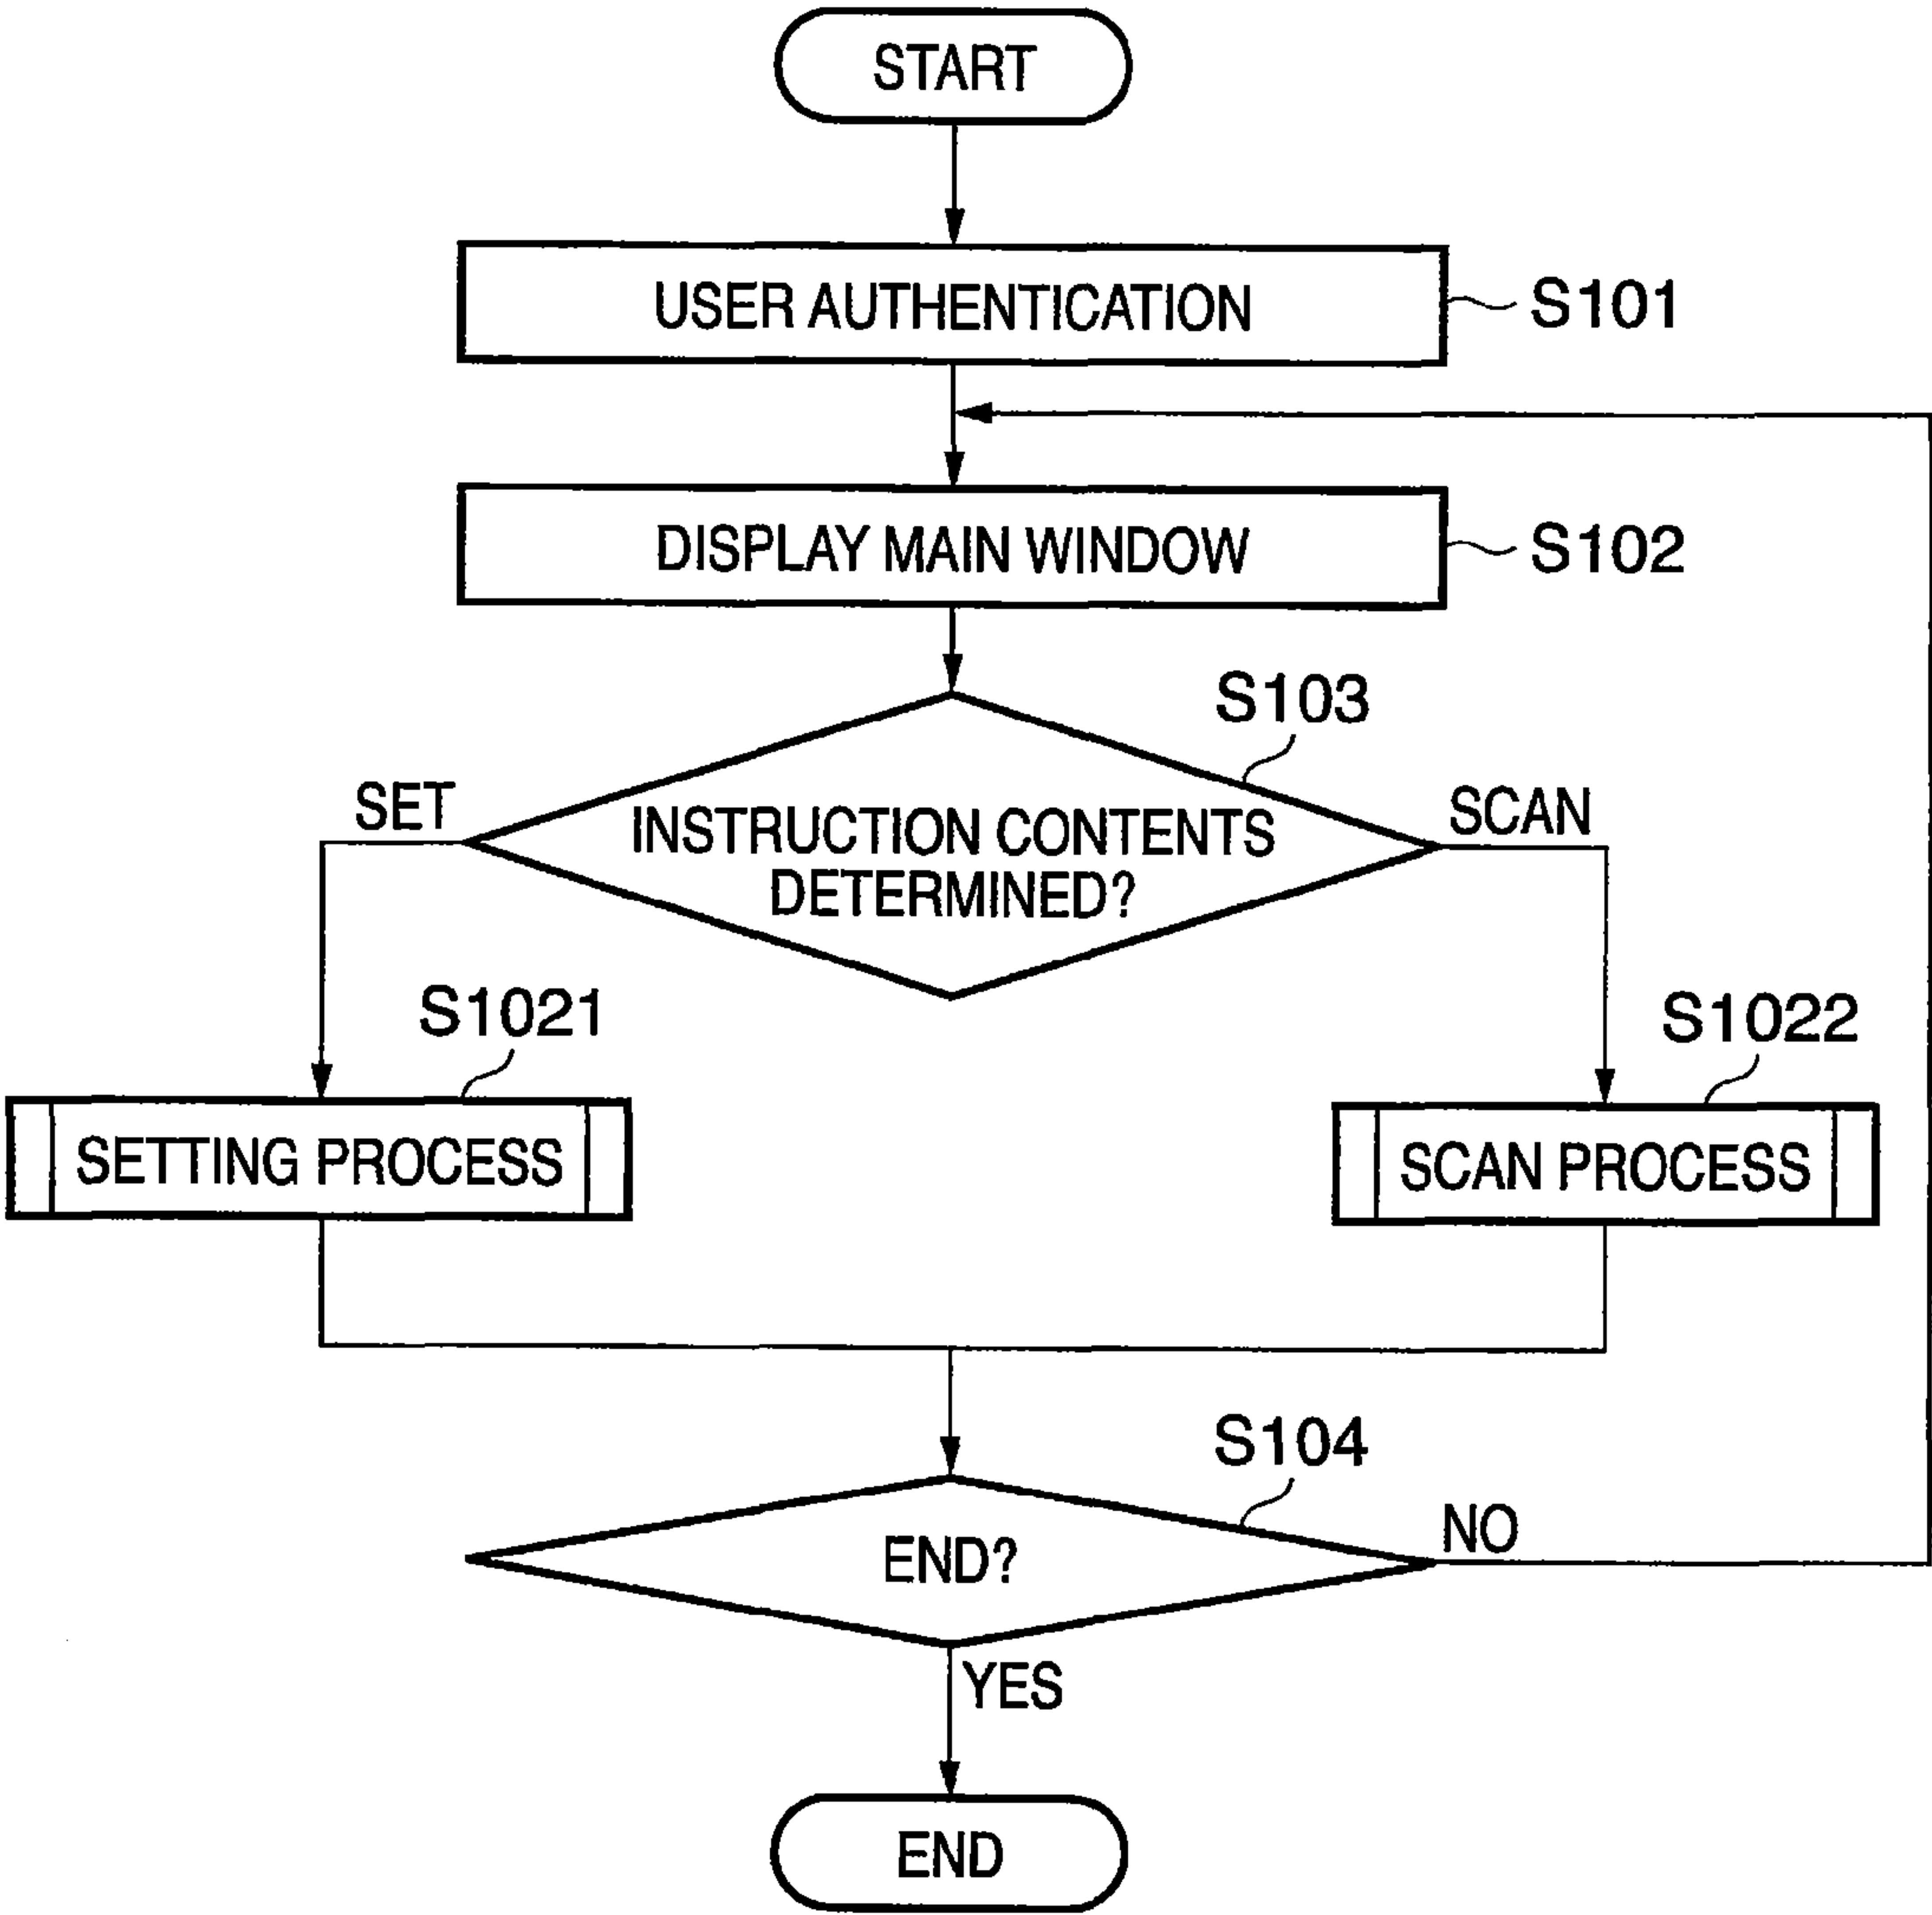 START
USER AUTHENTICATION
S101
DISPLAY MAIN WINDOW
S102
S103
SET
INSTRUCTION CONTENTS
DETERMINED?
SCAN
S1021
S1022
SETTING PROCESS
SCAN PROCESS
S104
END?
NO
YES
END